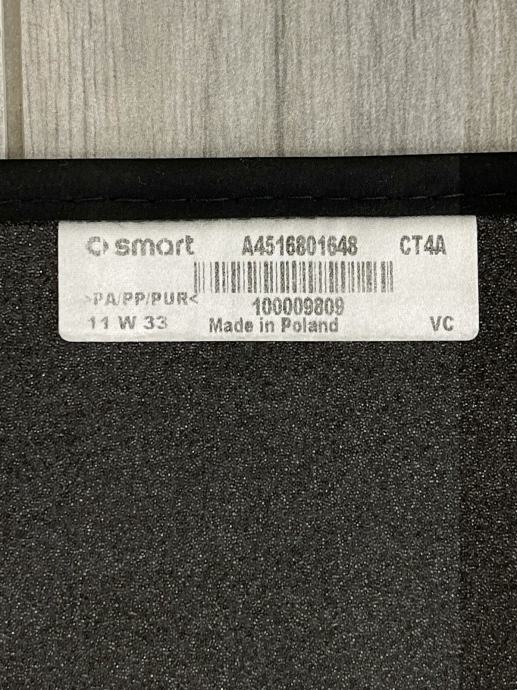 smart A4516801648 CT4A
>PA/PP/PUR< 100009809
11 W 33 Made in Poland VC